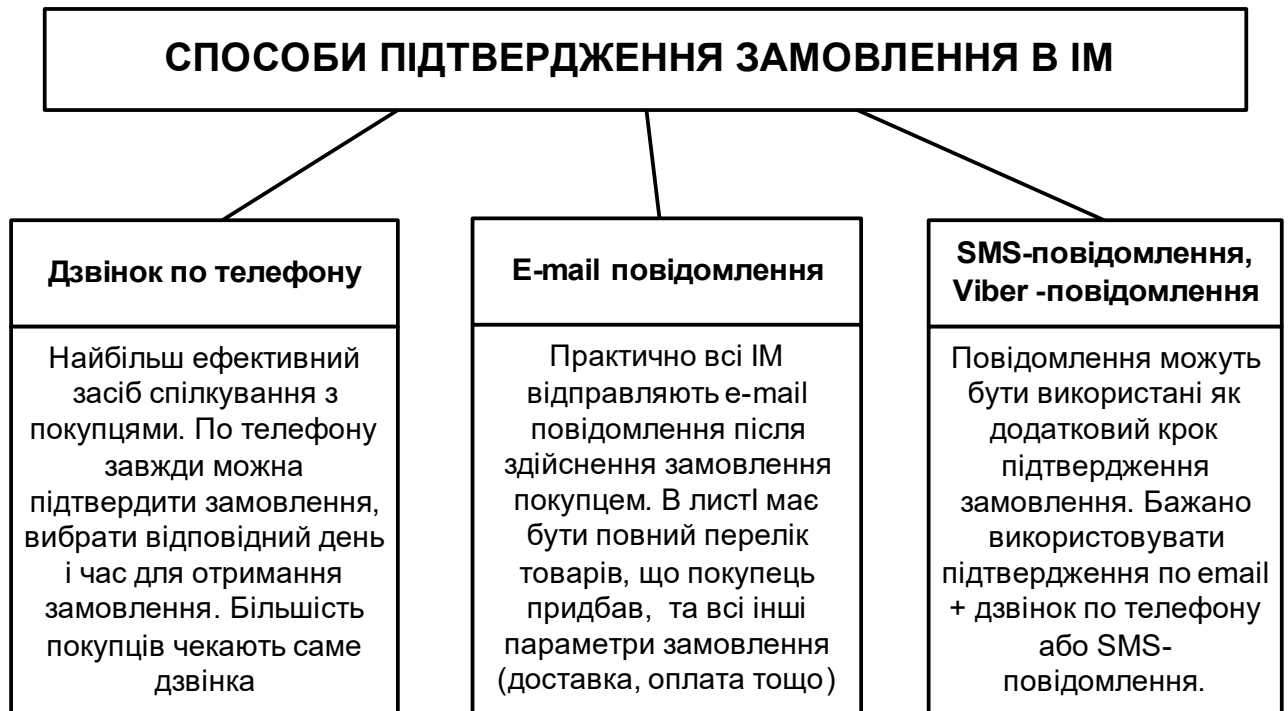 СПОСОБИ ПІДТВЕРДЖЕННЯ ЗАМОВЛЕННЯ В ІМ
Дзвінок по телефону
Найбільш ефективний
засіб спілкування з
покупцями. По телефону
завжди можна
підтвердити замовлення,
вибрати відповідний день
і час для отримання
замовлення. Більшість
покупців чекають саме
дзвінка
E-mail повідомлення
Практично всі ІМ
відправляють e-mail
повідомлення після
здійснення замовлення
покупцем. В листІ має
бути повний перелік
товарів, що покупець
придбав, та всі інші
параметри замовлення
(доставка, оплата тощо)
SMS-повідомлення,
Viber -повідомлення
Повідомлення можуть
бути використані як
додатковий крок
підтвердження
замовлення. Бажано
використовувати
підтвердження по email
+ дзвінок по телефону
або SMS-
повідомлення.